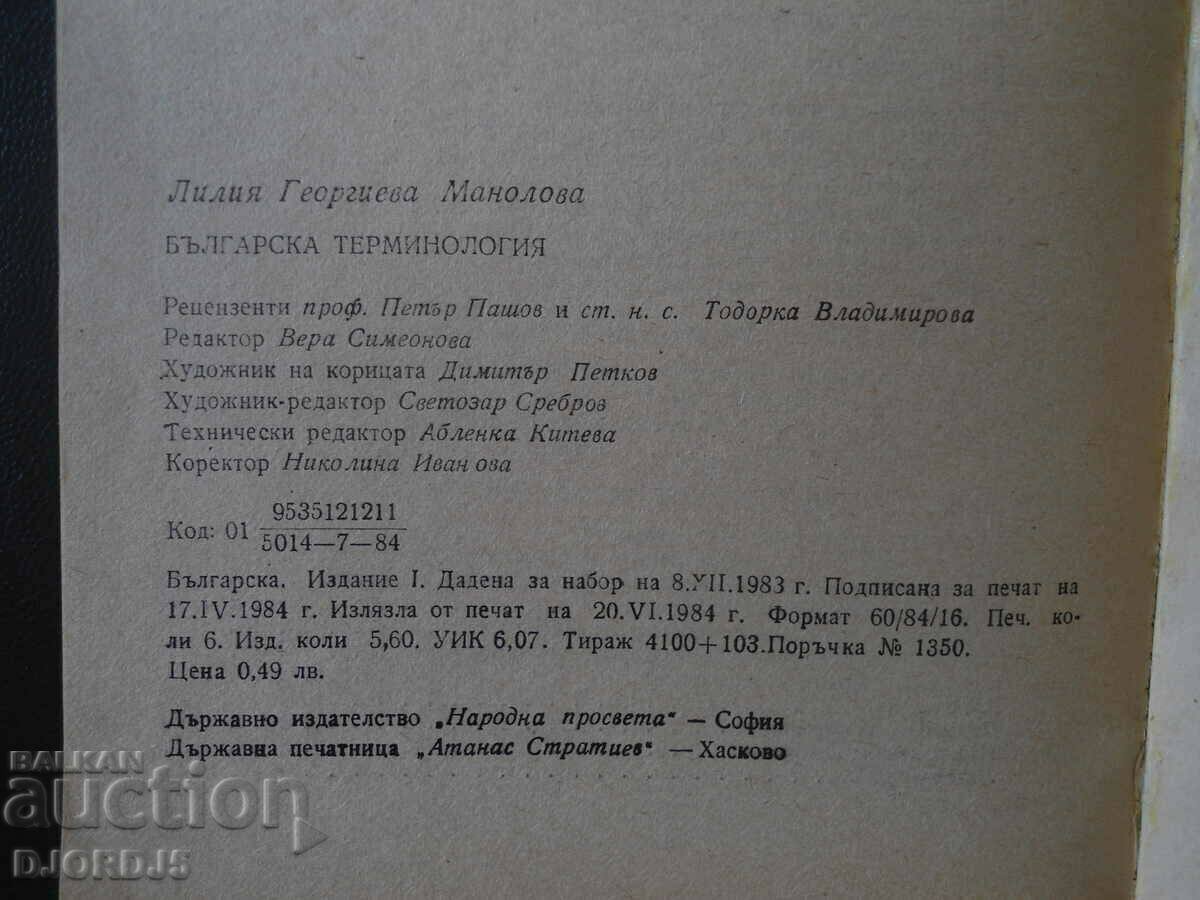 Лилия Георгиева Манолова
БЪЛГАРСКА ТЕРМИНОЛОГИЯ
Рецензенти проф. Петър Пашов и ст. н. с. Тодорка Владимирова
Редактор Вера Симеонова
Художник на корицата Димитър Петков
Художник-редактор Светозар Сребров
Технически редактор Абленка Китева
Коректор Николина Иванова
Код: 01 9535121211
5014—7—84
Българска. Издание I. Дадена за набор на 8.XII.1983 г. Подписана за печат на
17.IV.1984 г. Излязла от печат на 20.VI.1984 г. Формат 60/84/16. Печ. ко-
ли 6. Изд. коли 5,60. УИК 6,07. Тираж 4100+103.Поръчка № 1350.
Цена 0,49 лв.
Държавно издателство „Народна просвета“ — София
Държавна печатница „Атанас Стратиев“ — Хасково
BALKAN
auction
DJORDJ5